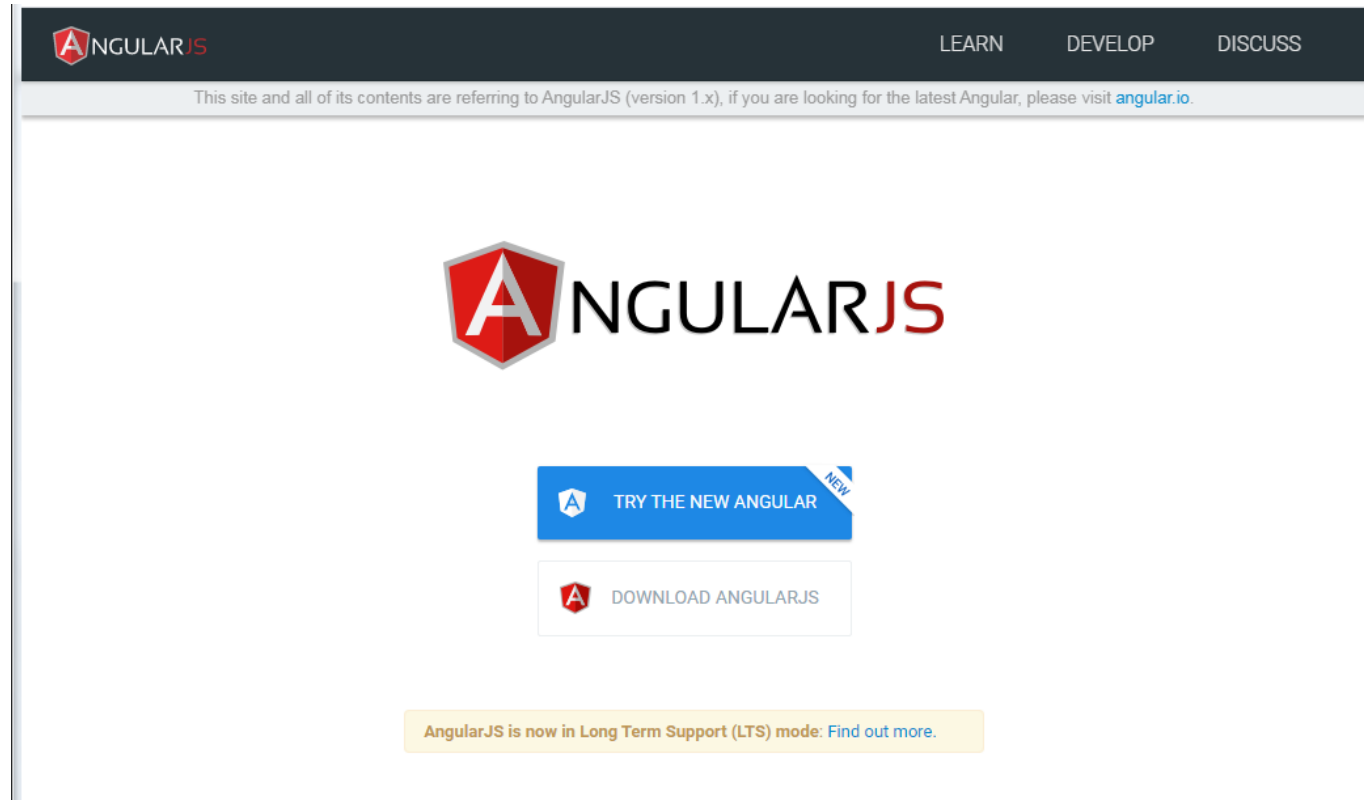 ANGULARJS
LEARN DEVELOP DISCUSS
This site and all of its contents are referring to AngularJS (version 1.x), if you are looking for the latest Angular, please visit angular.io.
ANGULARJS
TRY THE NEW ANGULAR
NEW
DOWNLOAD ANGULARJS
AngularJS is now in Long Term Support (LTS) mode: Find out more.